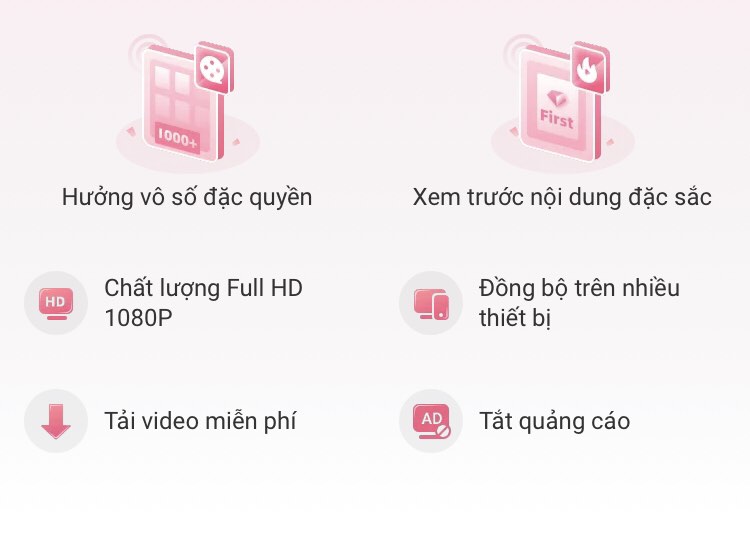 1000+
First
Hưởng vô số đặc quyền
Xem trước nội dung đặc sắc
HD
Chất lượng Full HD
1080P
Đồng bộ trên nhiều
thiết bị
Tải video miễn phí
AD
Tắt quảng cáo